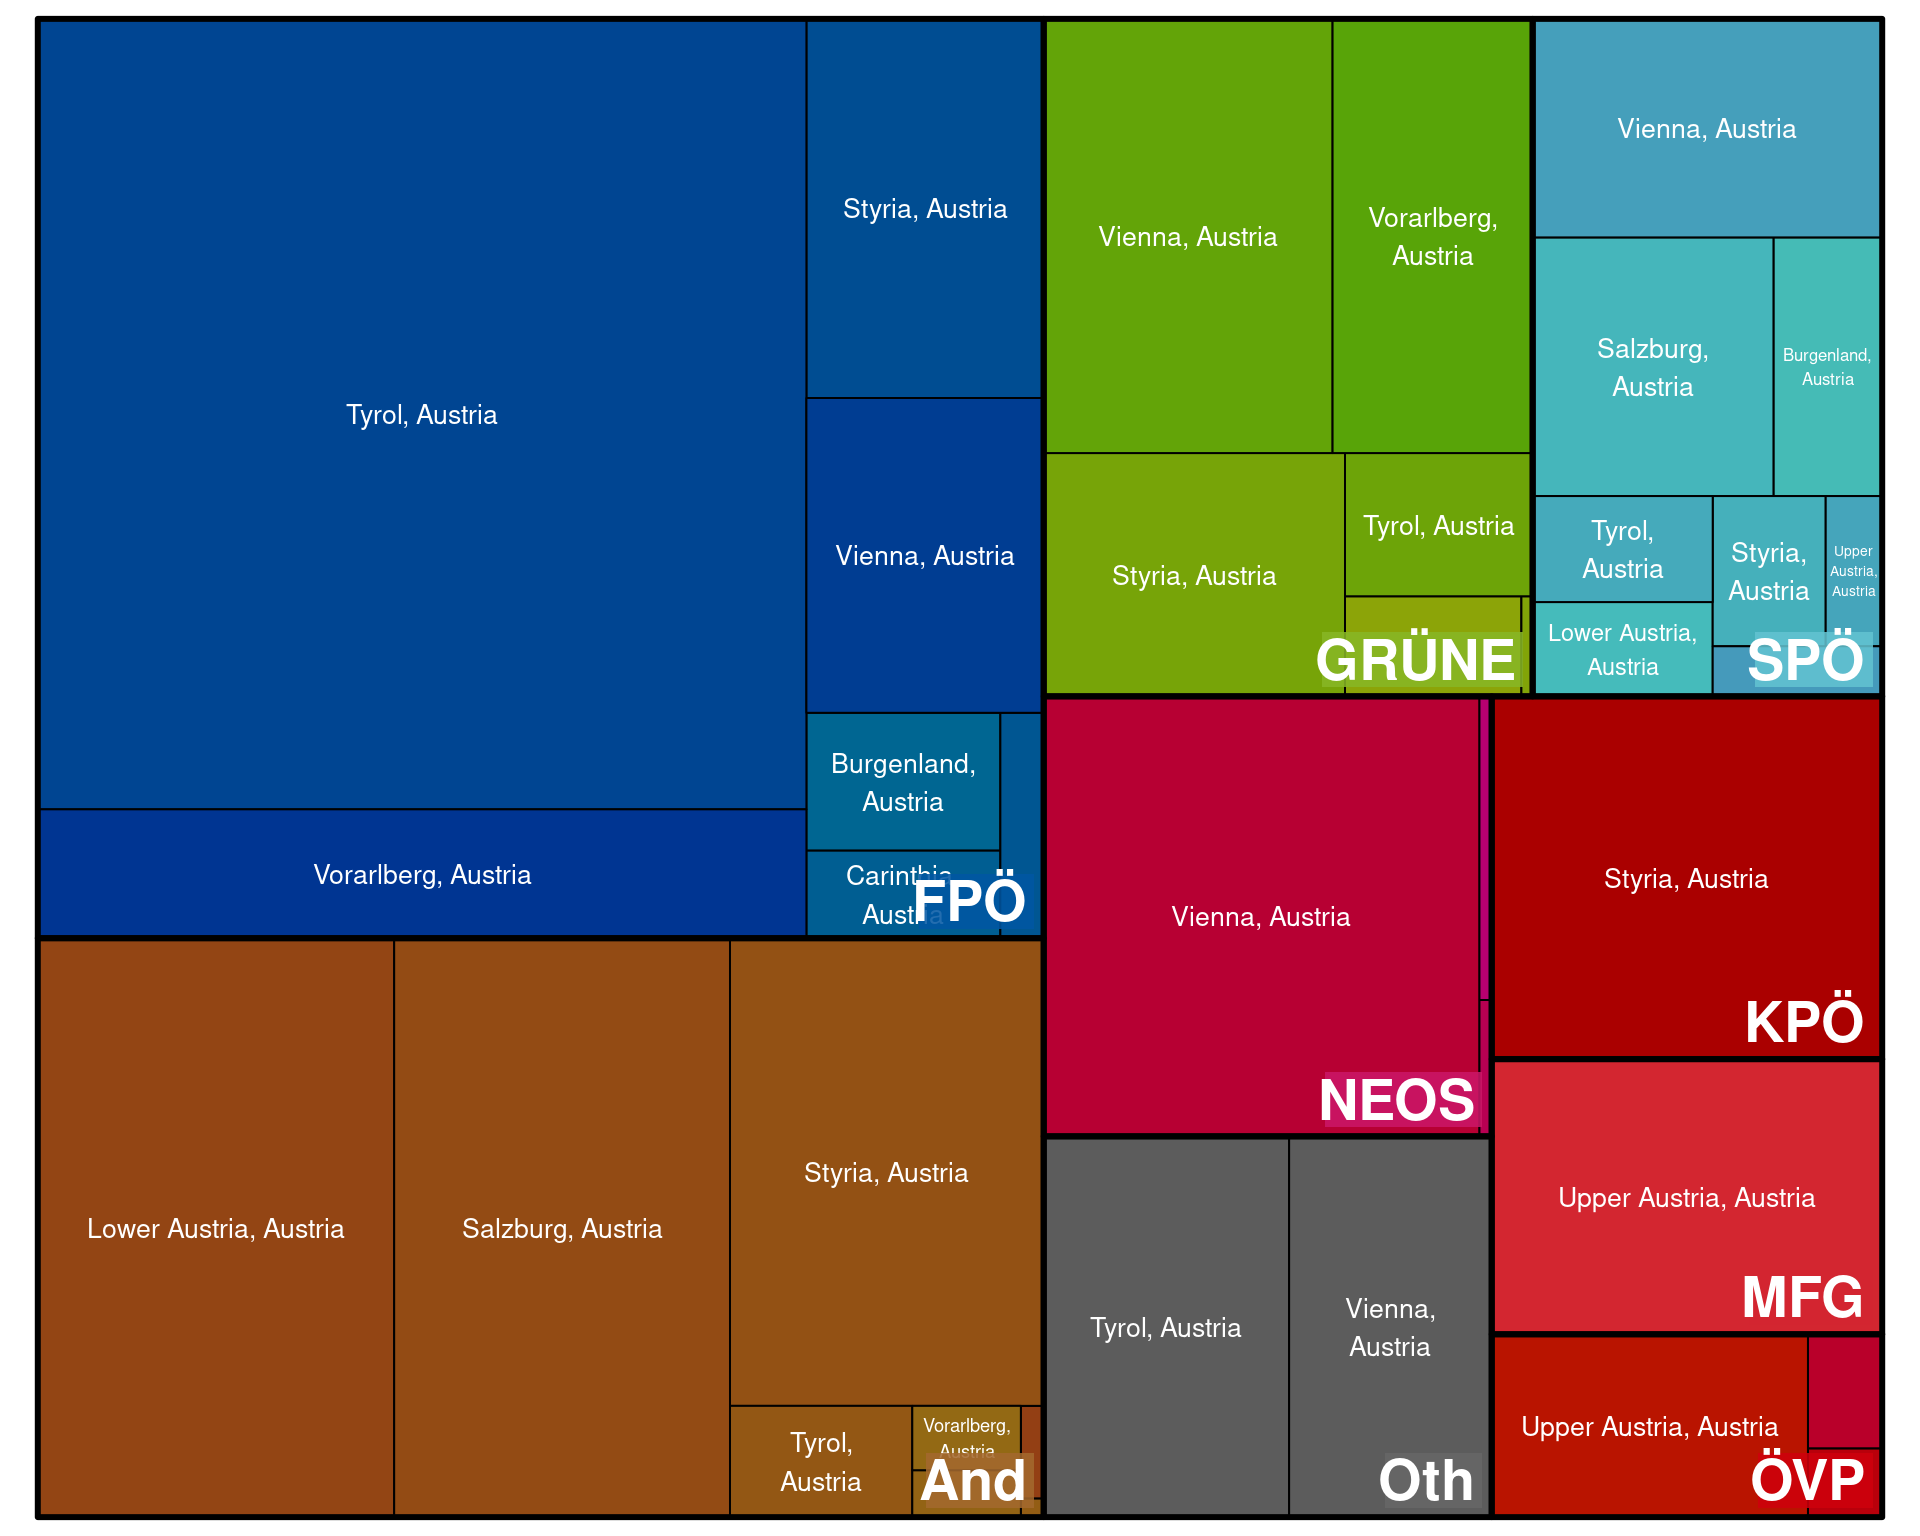 Tyrol, Austria
Styria, Austria
Vienna, Austria
Burgenland,
Austria
Carinthia,
Austria
Vorarlberg, Austria
FPÖ
Vienna, Austria
Vorarlberg,
Austria
Styria, Austria
Tyrol, Austria
GRÜNE
Vienna, Austria
Salzburg,
Austria
Burgenland,
Austria
Tyrol,
Austria
Styria,
Austria
Upper
Austria,
Austria
Lower Austria,
Austria
SPÖ
Lower Austria, Austria
Salzburg, Austria
Styria, Austria
Tyrol,
Austria
Vorarlberg,
Austria
And
Vienna, Austria
NEOS
Styria, Austria
KPÖ
Upper Austria, Austria
MFG
Tyrol, Austria
Vienna,
Austria
Oth
Upper Austria, Austria
ÖVP